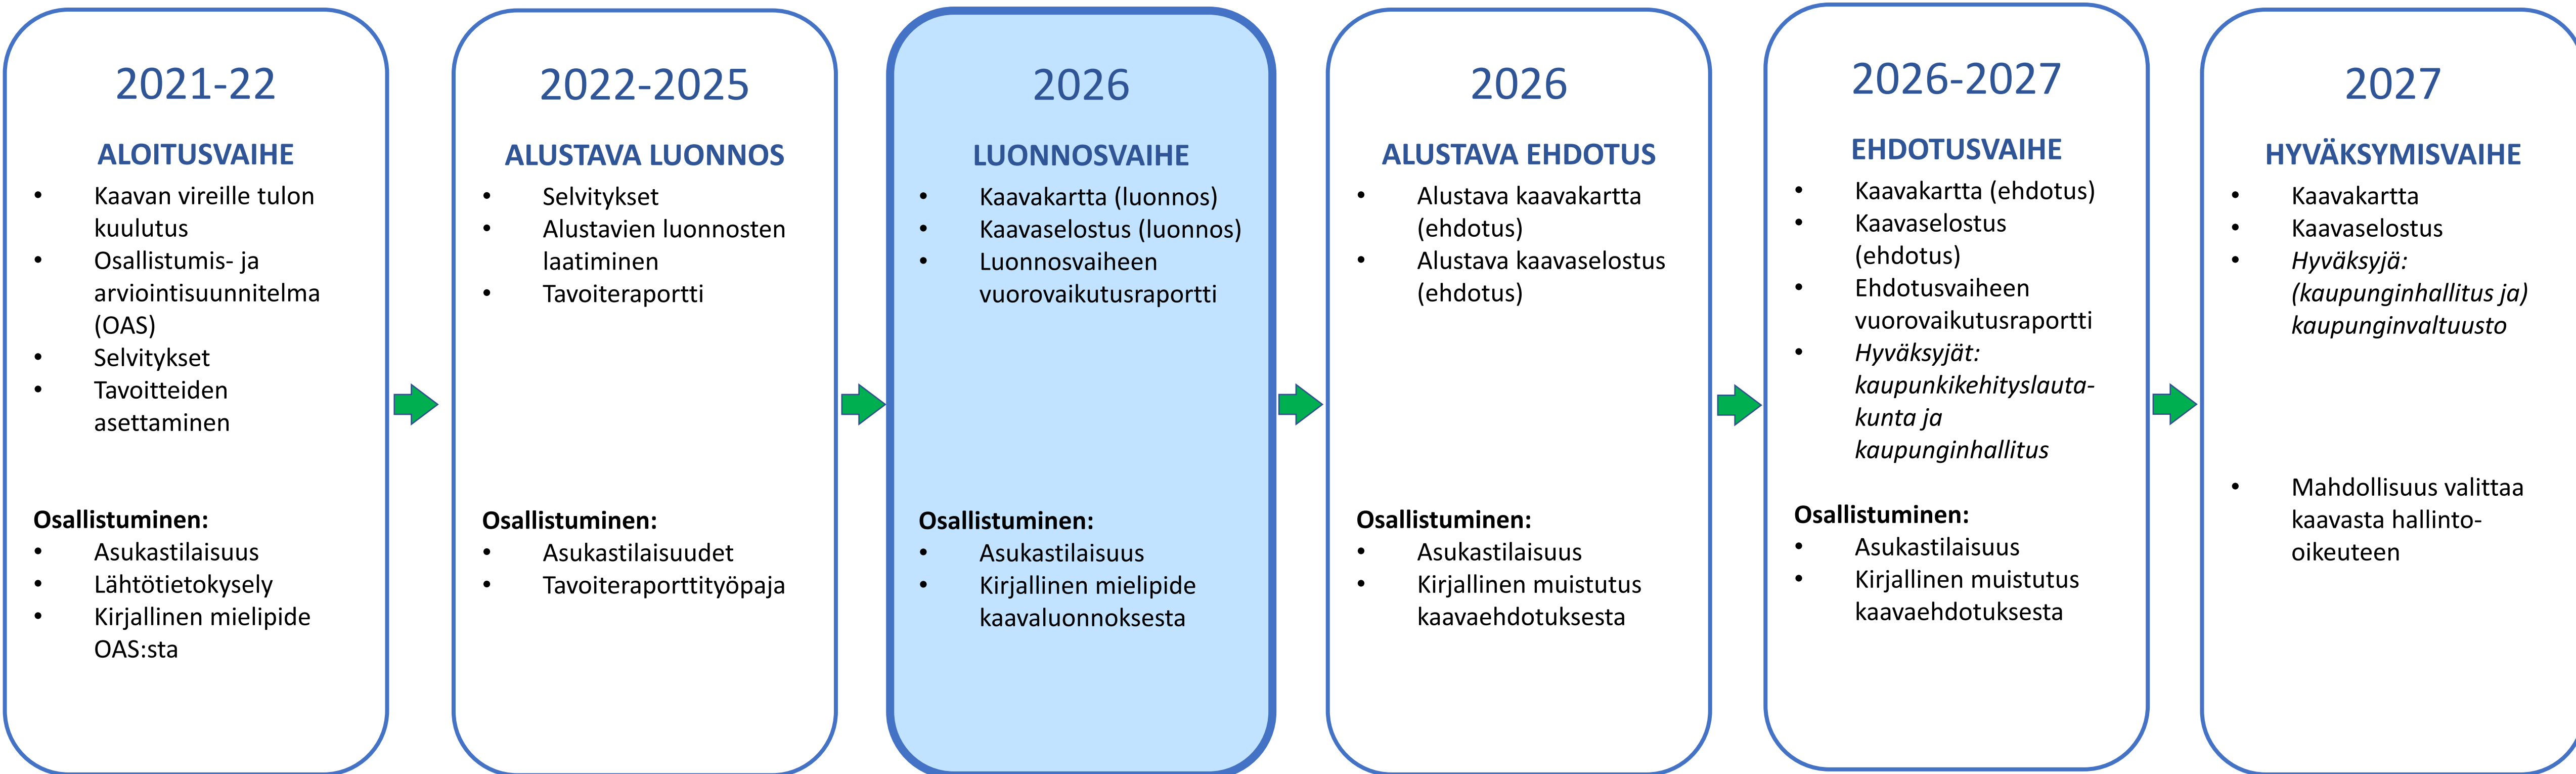 2021-22
ALOITUSVAIHE
• Kaavan vireille tulon
kuulutus
• Osallistumis- ja
arviointisuunnitelma
(OAS)
• Selvitykset
• Tavoitteiden
asettaminen
Osallistuminen:
• Asukastilaisuus
• Lähtötietokysely
• Kirjallinen mielipide
OAS:sta
2022-2025
ALUSTAVA LUONNOS
• Selvitykset
• Alustavien luonnosten
laatiminen
• Tavoiteraportti
Osallistuminen:
• Asukastilaisuudet
• Tavoiteraporttityöpaja
2026
LUONNOSVAIHE
• Kaavakartta (luonnos)
• Kaavaselostus (luonnos)
• Luonnosvaiheen
vuorovaikutusraportti
Osallistuminen:
• Asukastilaisuus
• Kirjallinen mielipide
kaavaluonnoksesta
2026
ALUSTAVA EHDOTUS
• Alustava kaavakartta
(ehdotus)
• Alustava kaavaselostus
(ehdotus)
Osallistuminen:
• Asukastilaisuus
• Kirjallinen muistutus
kaavaehdotuksesta
2026-2027
EHDOTUSVAIHE
• Kaavakartta (ehdotus)
• Kaavaselostus
(ehdotus)
• Ehdotusvaiheen
vuorovaikutusraportti
• Hyväksyjät:
kaupunkikehityslauta-
kunta ja
kaupunginhallitus
Osallistuminen:
• Asukastilaisuus
• Kirjallinen muistutus
kaavaehdotuksesta
2027
HYVÄKSYMISVAIHE
• Kaavakartta
• Kaavaselostus
• Hyväksyjä:
(kaupunginhallitus ja)
kaupunginvaltuusto
• Mahdollisuus valittaa
kaavasta hallinto-
oikeuteen